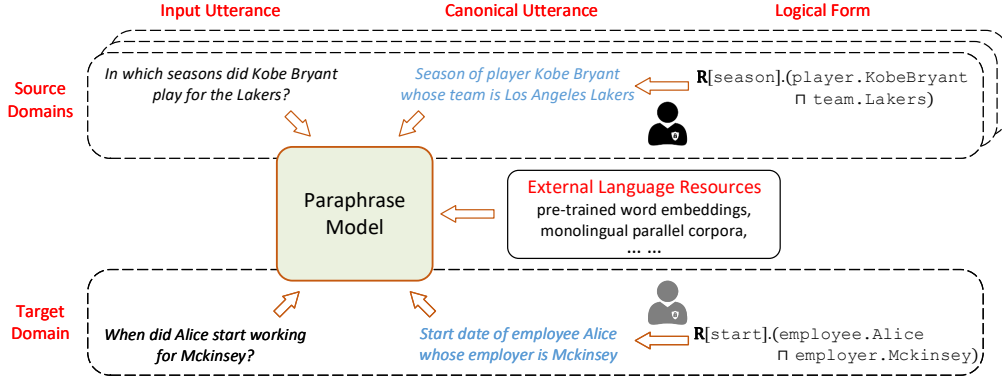 Input Utterance
Canonical Utterance
Logical Form
Source
Domains
In which seasons did Kobe Bryant
play for the Lakers?
Season of player Kobe Bryant
whose team is Los Angeles Lakers
R[season].(player.KobeBryant
⊓ team.Lakers)
Paraphrase
Model
External Language Resources
pre-trained word embeddings,
monolingual parallel corpora,
... ...
Target
Domain
When did Alice start working
for Mckinsey?
Start date of employee Alice
whose employer is Mckinsey
R[start].(employee.Alice
⊓ employer.Mckinsey)